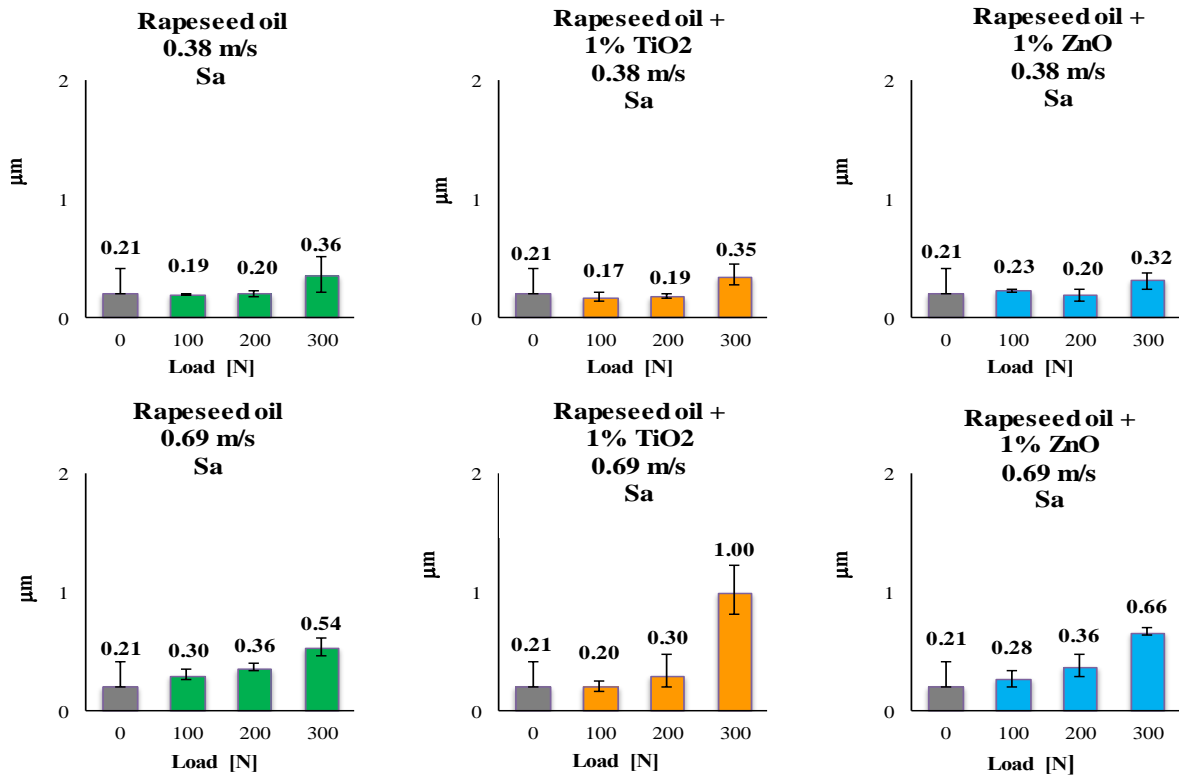 Rapeseed oil
0.38 m/s
Sa
2
1
0
μm
0.21
0.19
0.20
0.36
0
100
200
300
Load [N]
Rapeseed oil +
1% TiO2
0.38 m/s
Sa
2
1
0
μm
0.21
0.17
0.19
0.35
0
100
200
300
Load [N]
Rapeseed oil +
1% ZnO
0.38 m/s
Sa
2
1
0
μm
0.21
0.23
0.20
0.32
0
100
200
300
Load [N]
Rapeseed oil
0.69 m/s
Sa
2
1
0
μm
0.21
0.30
0.36
0.54
0
100
200
300
Load [N]
Rapeseed oil +
1% TiO2
0.69 m/s
Sa
2
1
0
μm
0.21
0.20
0.30
1.00
0
100
200
300
Load [N]
Rapeseed oil +
1% ZnO
0.69 m/s
Sa
2
1
0
μm
0.21
0.28
0.36
0.66
0
100
200
300
Load [N]